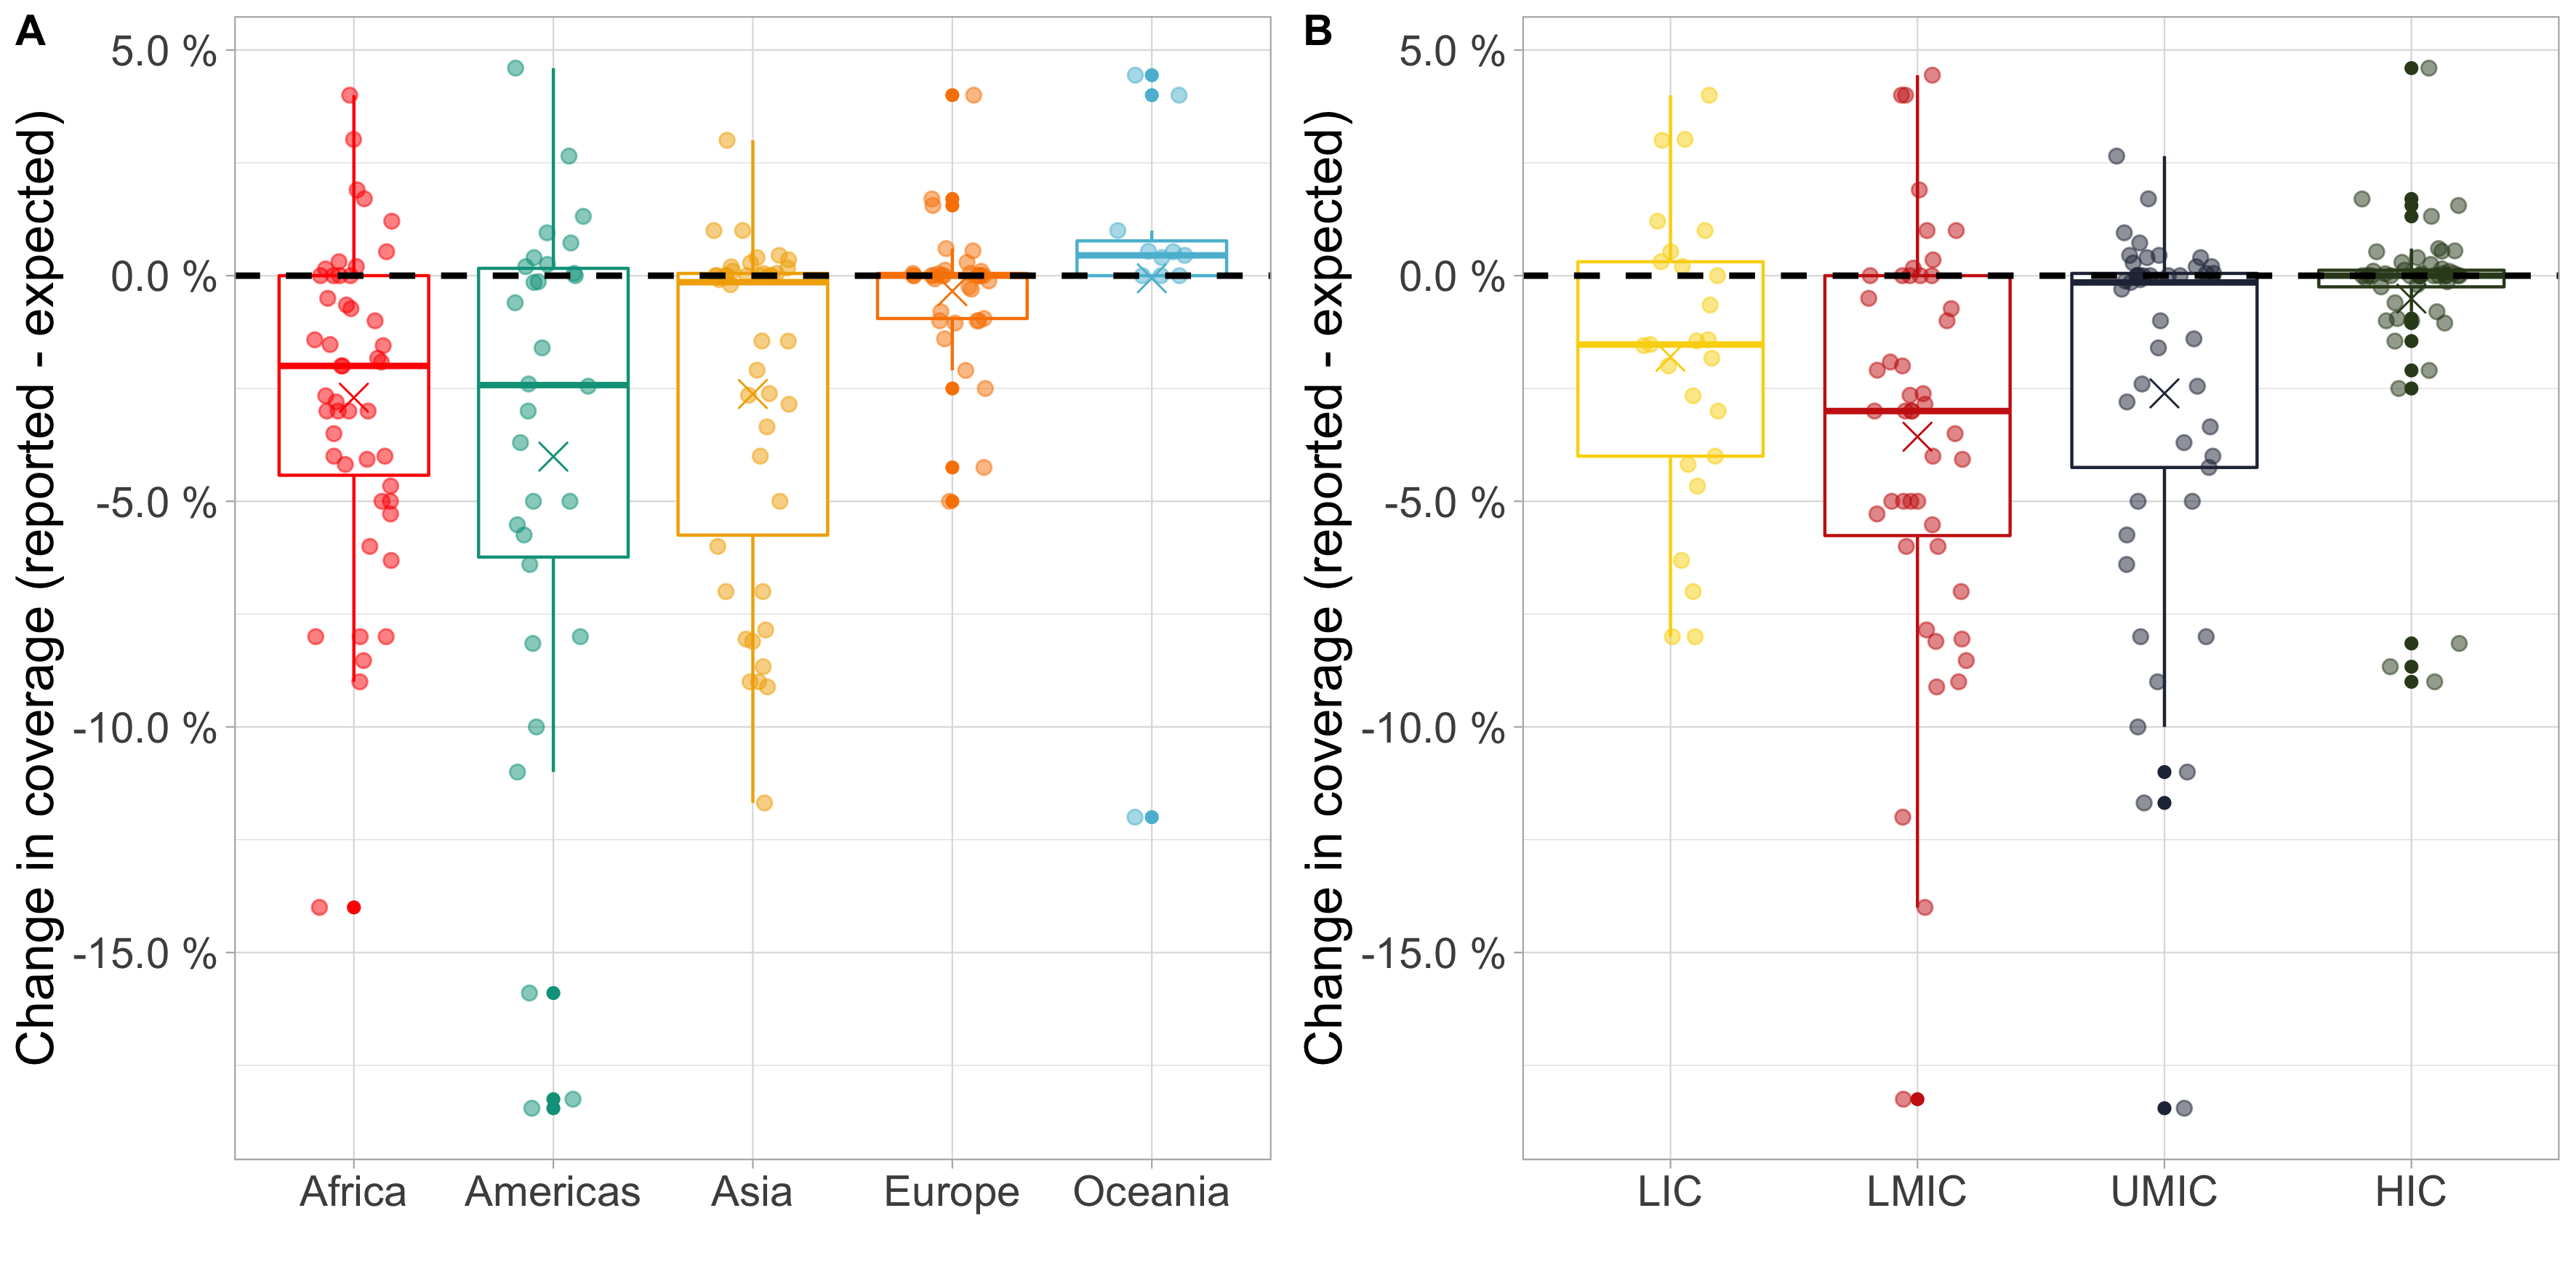 A
Change in coverage (reported - expected)
5.0 %
0.0 %
-5.0 %
-10.0 %
-15.0 %
Africa Americas Asia Europe Oceania
B
Change in coverage (reported - expected)
5.0 %
0.0 %
-5.0 %
-10.0 %
-15.0 %
LIC LMIC UMIC HIC